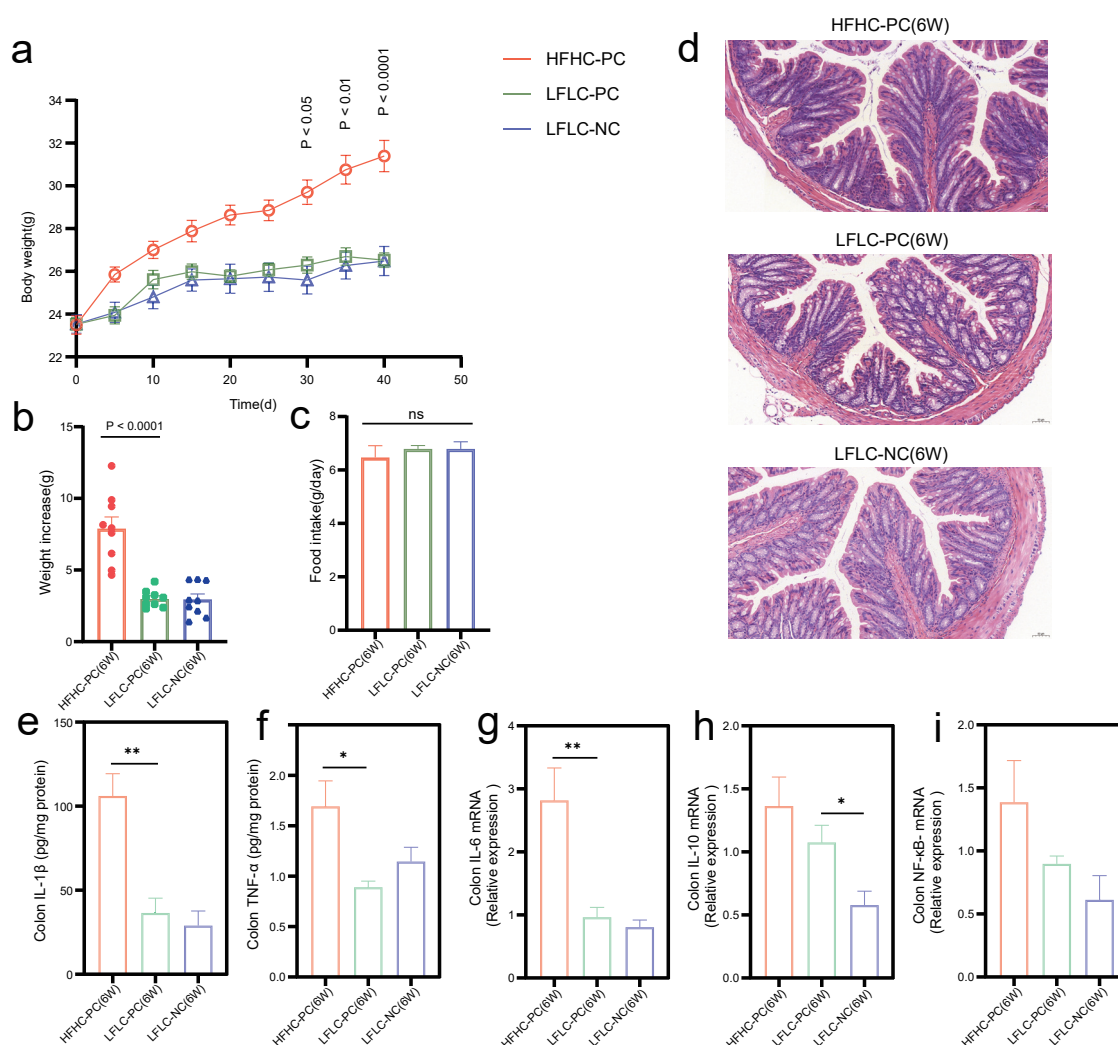 a
HFHC-PC
LFLC-PC
LFLC-NC
P < 0.05
P < 0.01
P < 0.0001
Body weight(g)
34
32
30
28
26
24
22
0
10
20
30
40
50
Time(d)
b
P < 0.0001
Weight increase(g)
15
10
5
0
HFHC-PC(6W)
LFLC-PC(6W)
LFLC-NC(6W)
c
ns
Food intake(g/day)
8
6
4
2
0
HFHC-PC(6W)
LFLC-PC(6W)
LFLC-NC(6W)
d
HFHC-PC(6W)
LFLC-PC(6W)
LFLC-NC(6W)
e
**
Colon IL-1β (pg/mg protein)
150
100
50
0
HFHC-PC(6W)
LFLC-PC(6W)
LFLC-NC(6W)
f
*
Colon TNF-α (pg/mg protein)
2.0
1.5
1.0
0.5
0.0
HFHC-PC(6W)
LFLC-PC(6W)
LFLC-NC(6W)
g
**
Colon IL-6 mRNA
(Relative expression )
4
3
2
1
0
HFHC-PC(6W)
LFLC-PC(6W)
LFLC-NC(6W)
h
*
Colon IL-10 mRNA
(Relative expression )
2.0
1.5
1.0
0.5
0.0
HFHC-PC(6W)
LFLC-PC(6W)
LFLC-NC(6W)
i
Colon NF-κB- mRNA
(Relative expression )
2.0
1.5
1.0
0.5
0.0
HFHC-PC(6W)
LFLC-PC(6W)
LFLC-NC(6W)